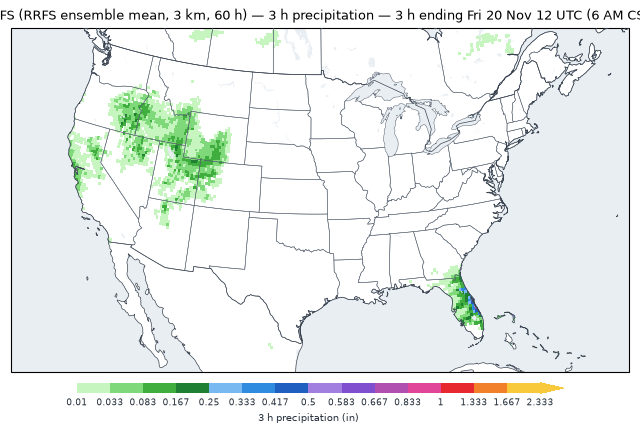 FS (RRFS ensemble mean, 3 km, 60 h) — 3 h precipitation — 3 h ending Fri 20 Nov 12 UTC (6 AM CS
0.01 0.033 0.083 0.167 0.25 0.333 0.417 0.5 0.583 0.667 0.833 1 1.333 1.667 2.333
3 h precipitation (in)